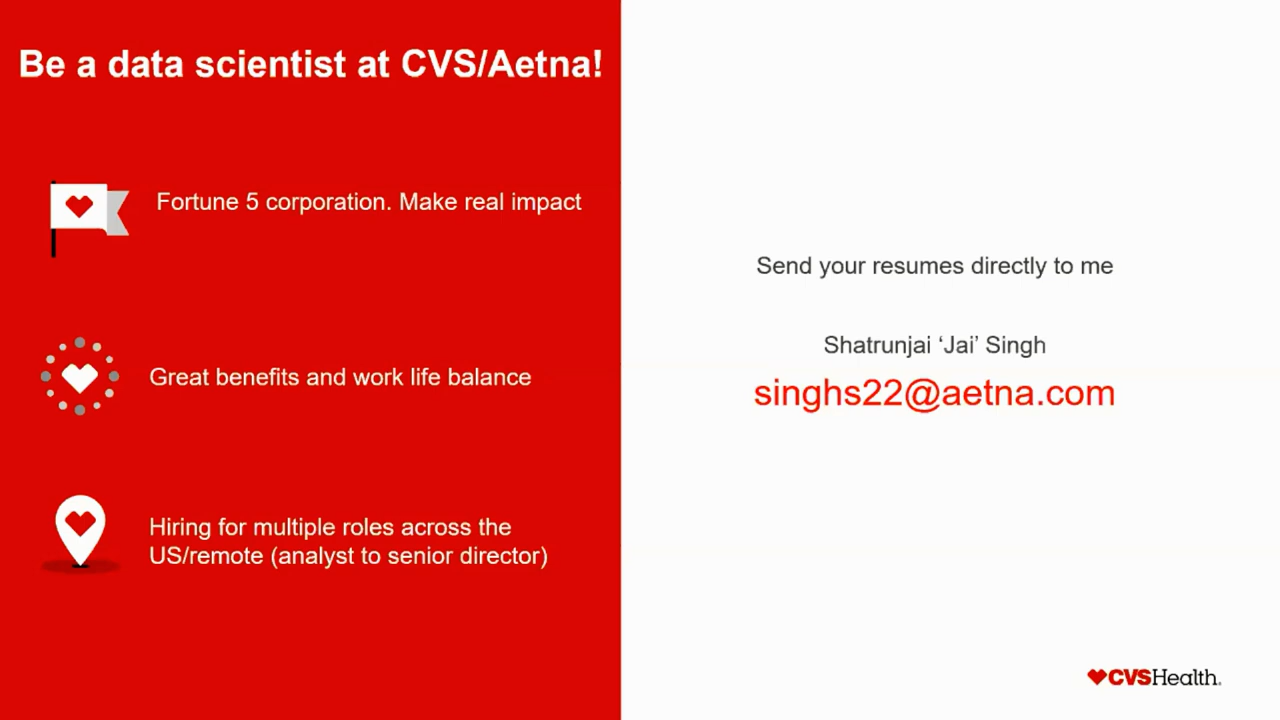 Be a data scientist at CVS/Aetna!
Fortune 5 corporation. Make real impact
Great benefits and work life balance
Hiring for multiple roles across the
US/remote (analyst to senior director)
Send your resumes directly to me
Shatrunjai ‘Jai’ Singh
singhs22@aetna.com
CVSHealth.